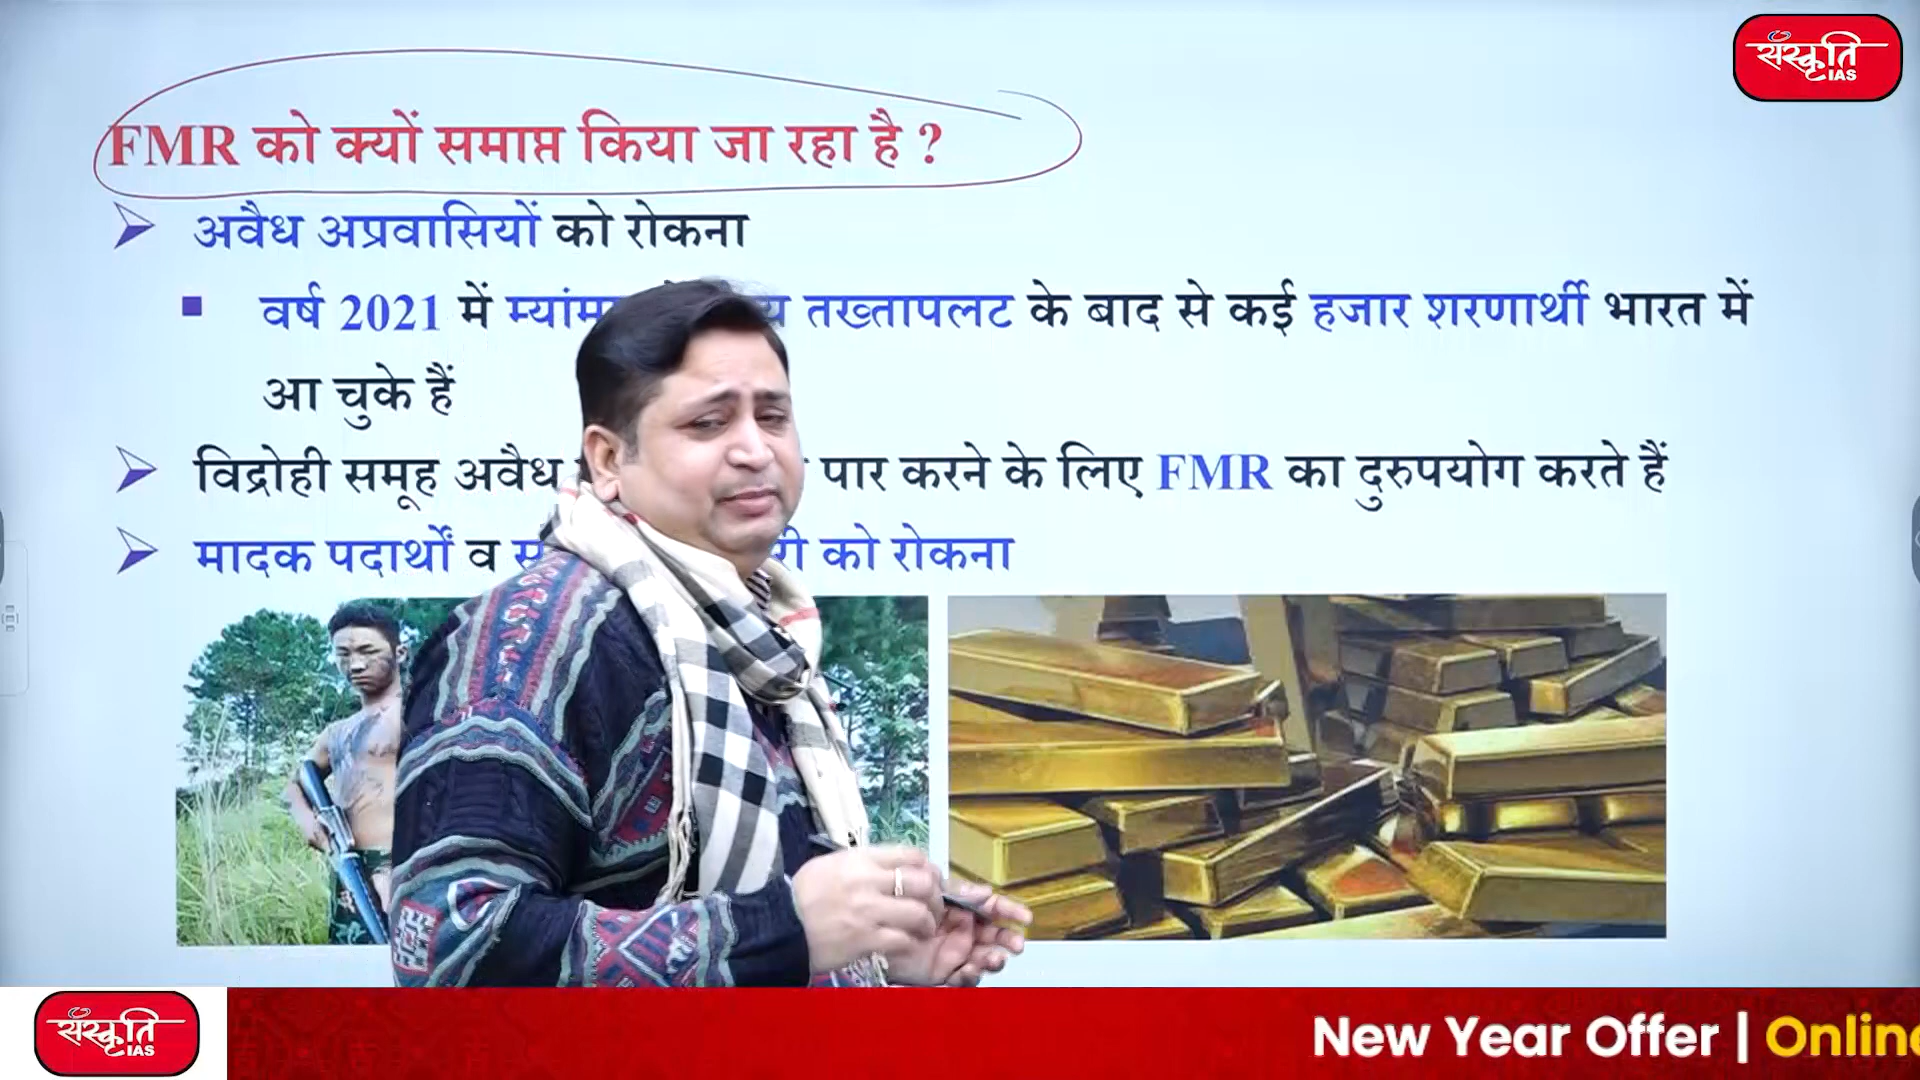 संस्कृति
IAS
FMR को क्यों समाप्त किया जा रहा है ?
अवैध अप्रवासियों को रोकना
वर्ष 2021 में तख्तापलट के बाद से कई हजार शरणार्थी भारत में
आ चुके हैं
विद्रोही समूह अवैध पार करने के लिए FMR का दुरुपयोग करते हैं
मादक पदार्थों व को रोकना
संस्कृति
IAS
New Year Offer | Online